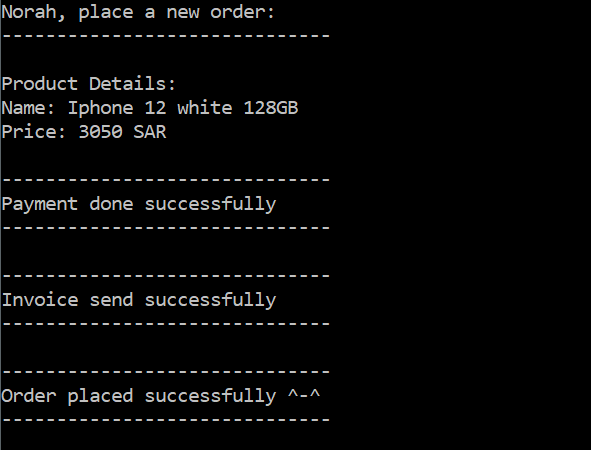 Norah, place a new order:
------------------------------
Product Details:
Name: Iphone 12 white 128GB
Price: 3050 SAR
------------------------------
Payment done successfully
------------------------------
------------------------------
Invoice send successfully
------------------------------
------------------------------
Order placed successfully ^-^
------------------------------